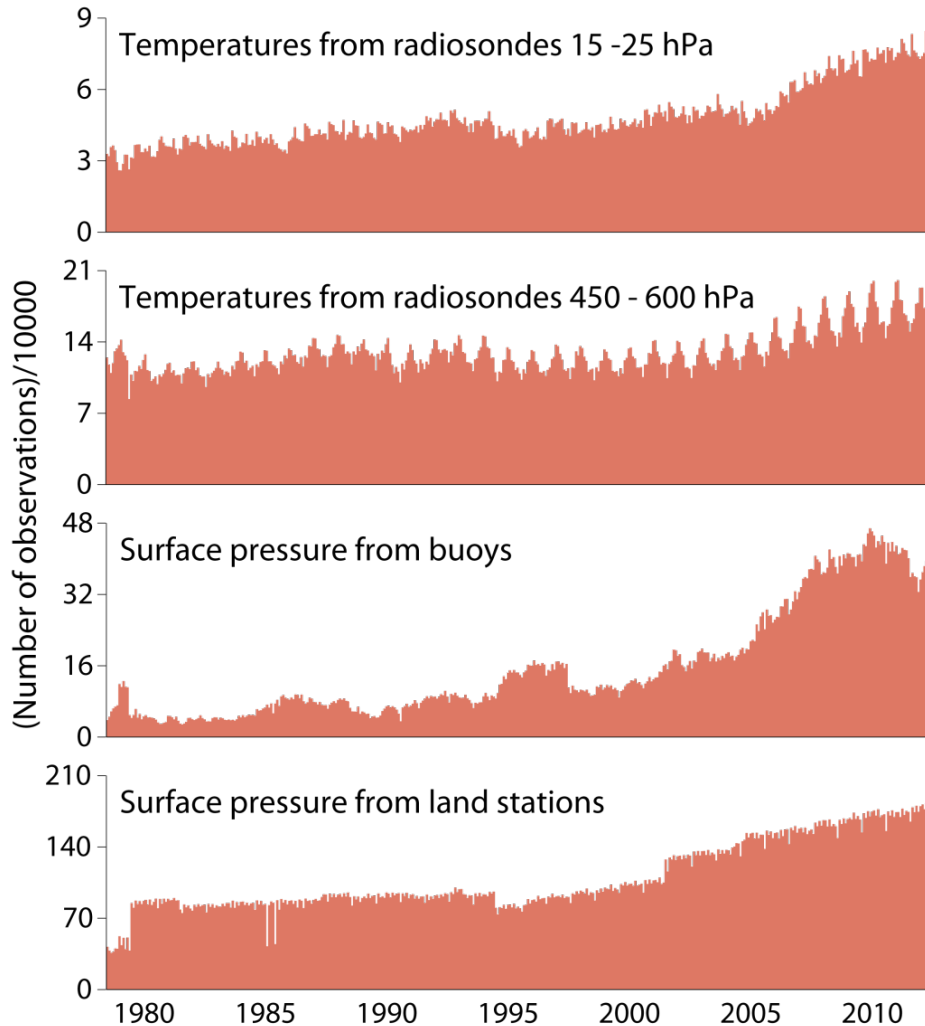 (Number of observations)/10000
Temperatures from radiosondes 15 -25 hPa
9
6
3
0
Temperatures from radiosondes 450 - 600 hPa
21
14
7
0
Surface pressure from buoys
48
32
16
0
Surface pressure from land stations
210
140
70
0
1980 1985 1990 1995 2000 2005 2010